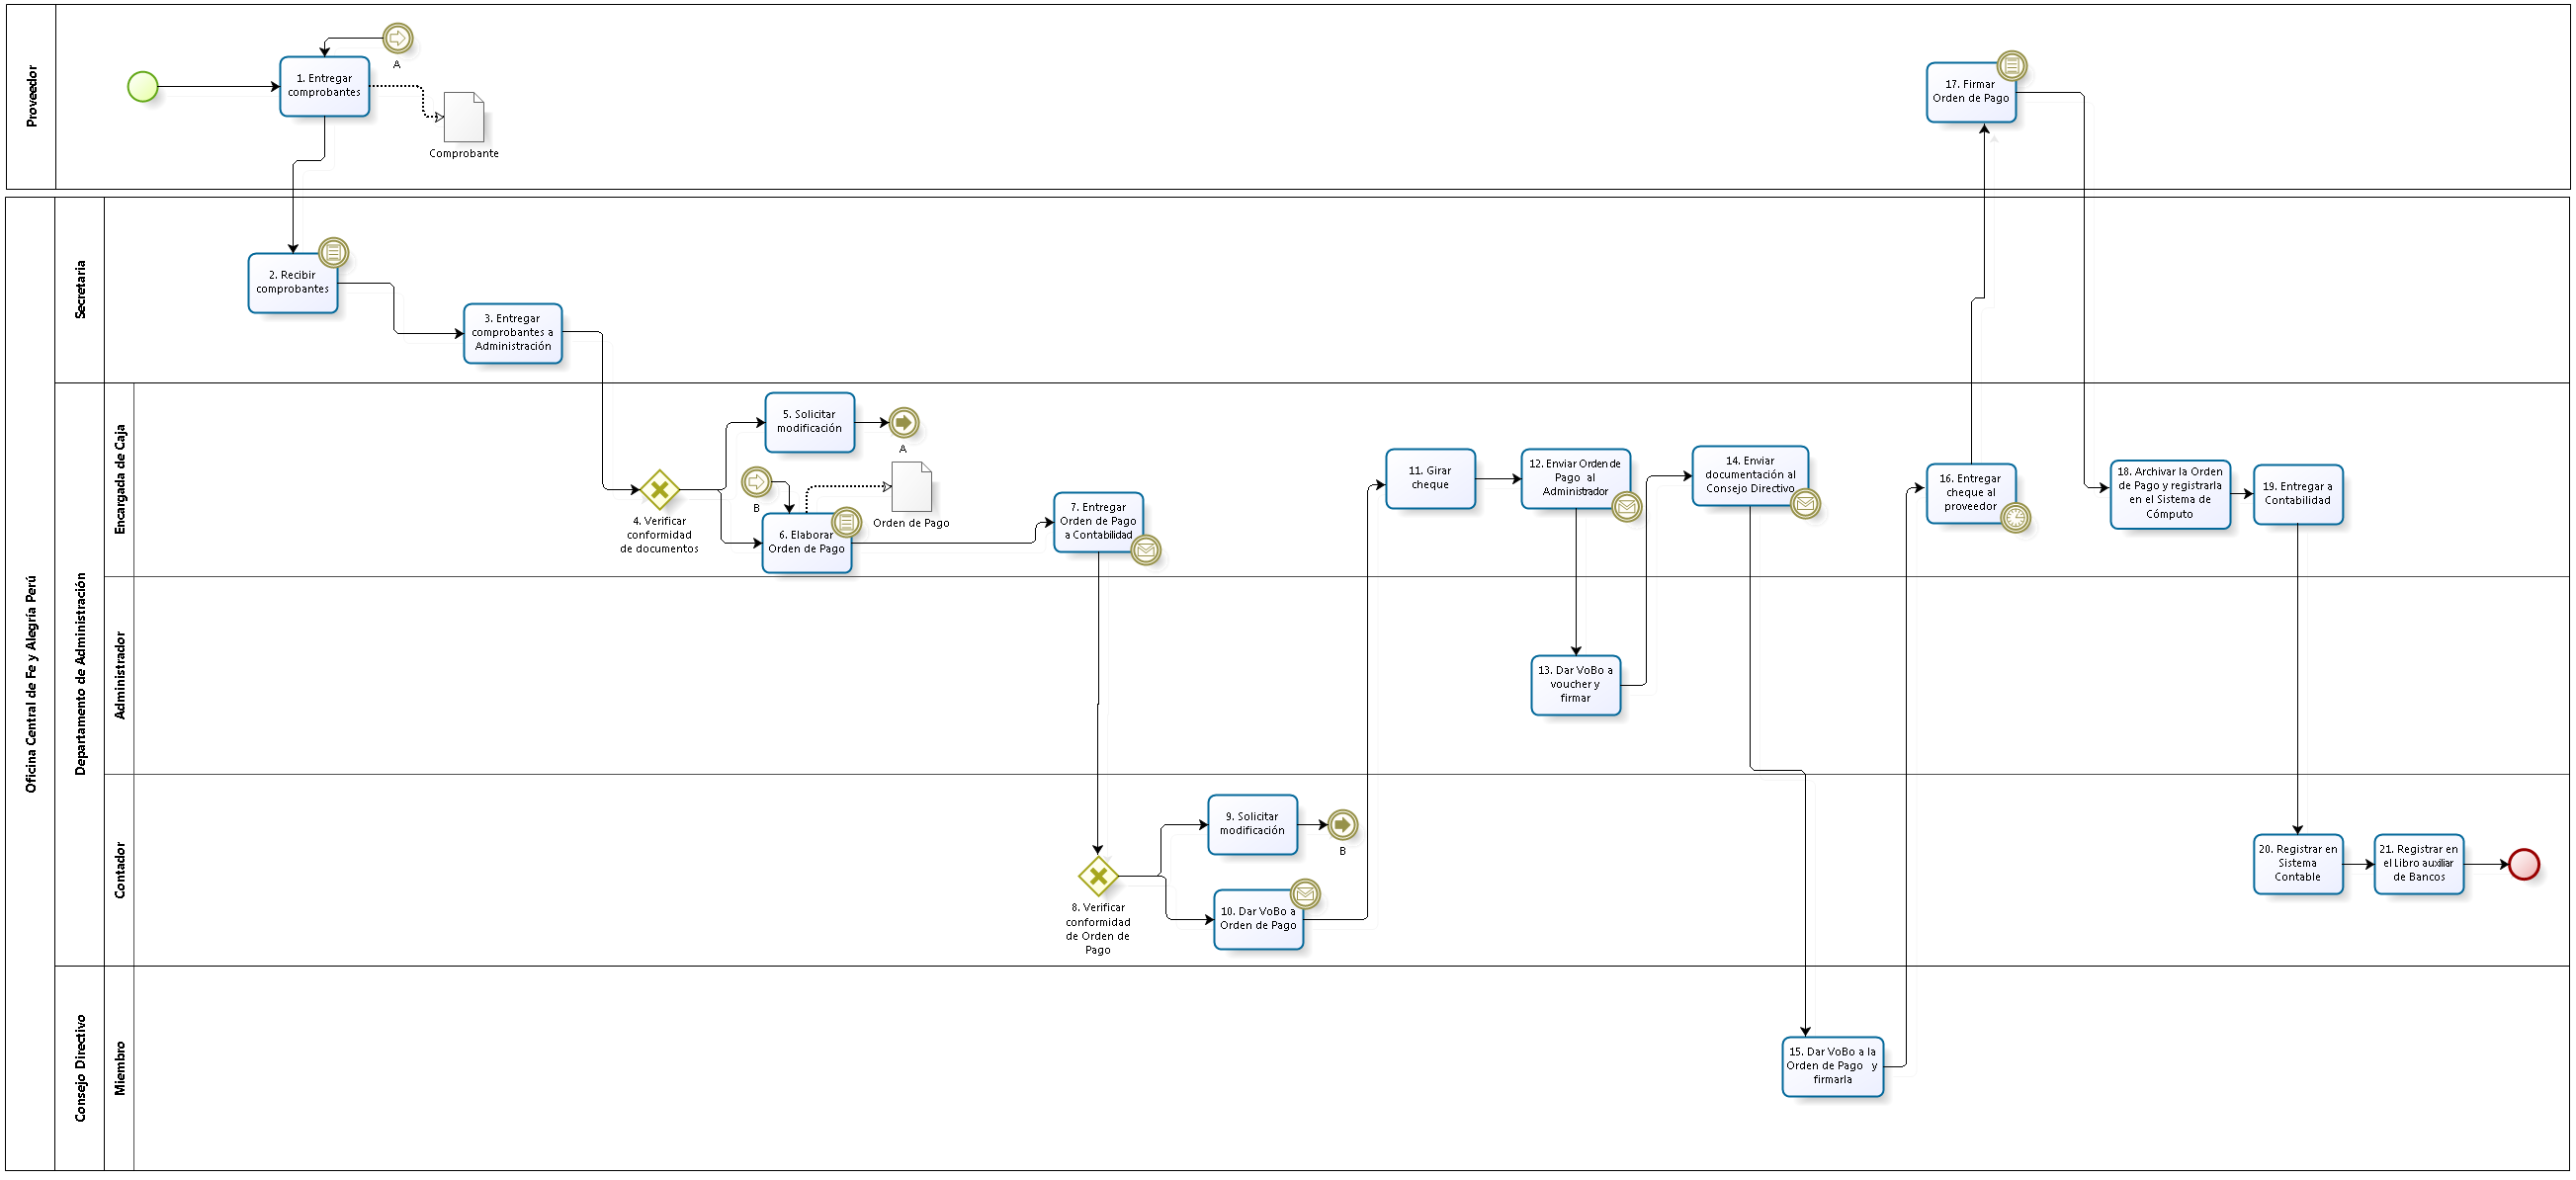 Proveedor
A
1. Entregar
comprobantes
Comprobante
17. Firmar
Orden de Pago
Oficina Central de Fe y Alegría Perú
Secretaria
2. Recibir
comprobantes
3. Entregar
comprobantes a
Administración
Departamento de Administración
Encargada de Caja
4. Verificar
conformidad
de documentos
5. Solicitar
modificación
A
B
6. Elaborar
Orden de Pago
Orden de Pago
7. Entregar
Orden de Pago
a Contabilidad
11. Girar
cheque
12. Enviar Orden de
Pago al
Administrador
14. Enviar
documentación al
Consejo Directivo
16. Entregar
cheque al
proveedor
18. Archivar la Orden
de Pago y registrarla
en el Sistema de
Cómputo
19. Entregar a
Contabilidad
Administrador
13. Dar VoBo a
voucher y
firmar
Contador
8. Verificar
conformidad
de Orden de
Pago
9. Solicitar
modificación
B
10. Dar VoBo a
Orden de Pago
20. Registrar en
Sistema
Contable
21. Registrar en
el Libro auxiliar
de Bancos
Consejo Directivo
Miembro
15. Dar VoBo a la
Orden de Pago y
firmarla